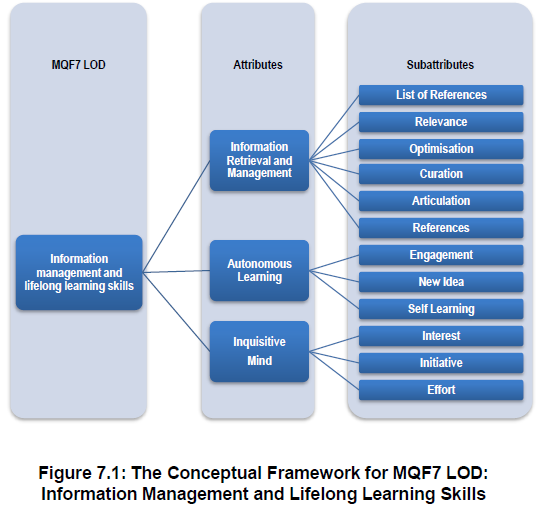 MQF7 LOD
Attributes
Subattributes
Information
management and
lifelong learning skills
Information
Retrieval and
Management
Autonomous
Learning
Inquisitive
Mind
List of References
Relevance
Optimisation
Curation
Articulation
References
Engagement
New Idea
Self Learning
Interest
Initiative
Effort
Figure 7.1: The Conceptual Framework for MQF7 LOD:
Information Management and Lifelong Learning Skills